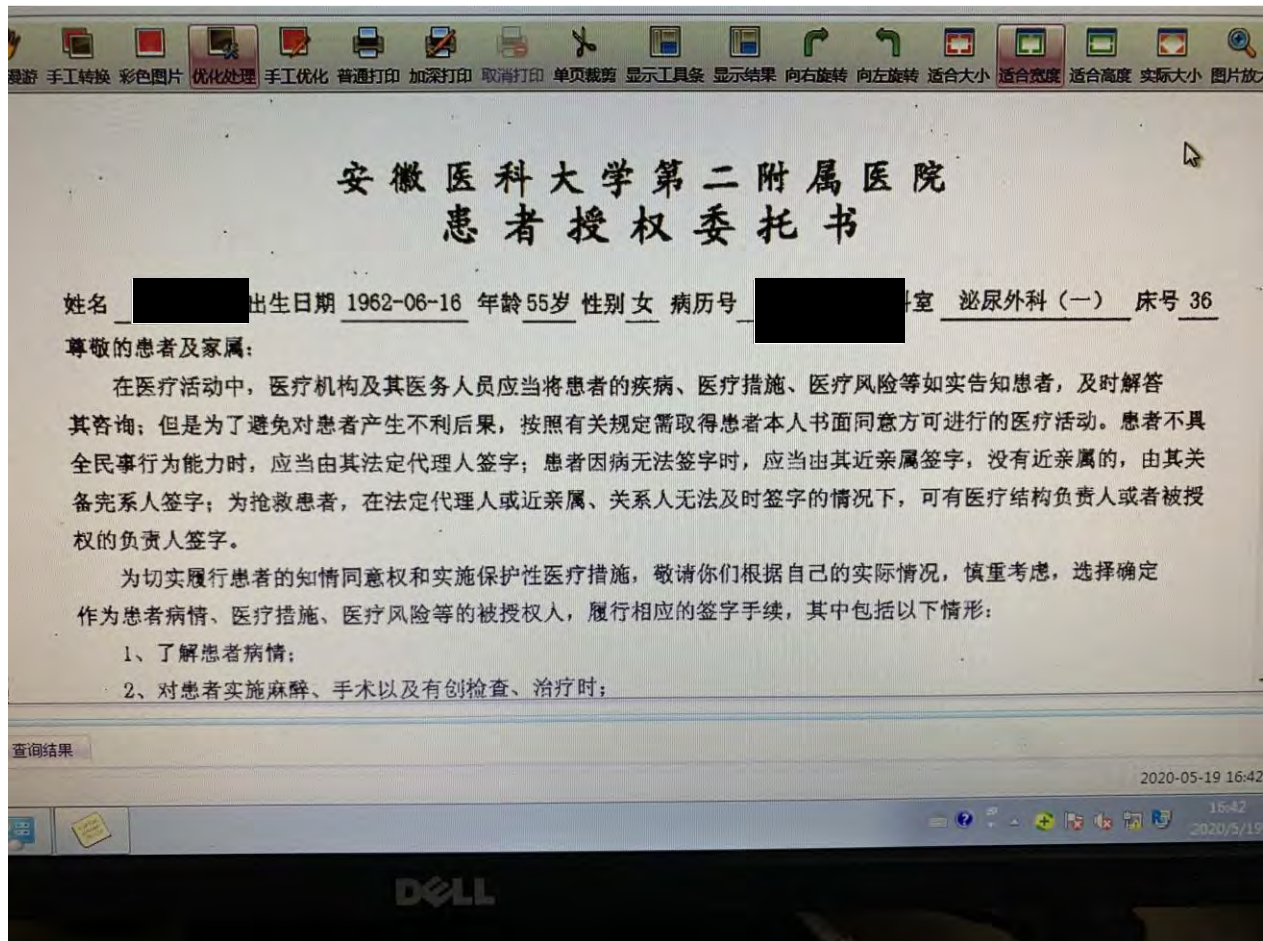 手工转换 彩色图片 优化处理 手工优化 普通打印 加深打印 取消打印 单页裁剪 显示工具条 显示结果 向右旋转 向左旋转 适合大小 适合宽度 适合高度 实际大小 图片放
安徽医科大学第二附属医院
患者授权委托书
姓名 出生日期 1962-06-16 年龄 55岁 性别 女 病历号 室 泌尿外科（一） 床号 36
尊敬的患者及家属：
在医疗活动中，医疗机构及其医务人员应当将患者的疾病、医疗措施、医疗风险等如实告知患者，及时解答
其咨询；但是为了避免对患者产生不利后果，按照有关规定需取得患者本人书面同意方可进行的医疗活动。患者不具
全民事行为能力时，应当由其法定代理人签字；患者因病无法签字时，应当由其近亲属签字，没有近亲属的，由其关
备完系人签字；为抢救患者，在法定代理人或近亲属、关系人无法及时签字的情况下，可有医疗结构负责人或者被授
权的负责人签字。
为切实履行患者的知情同意权和实施保护性医疗措施，敬请你们根据自己的实际情况，慎重考虑，选择确定
作为患者病情、医疗措施、医疗风险等的被授权人，履行相应的签字手续，其中包括以下情形：
1、了解患者病情；
2、对患者实施麻醉、手术以及有创检查、治疗时；
查询结果
2020-05-19 16:42
16:42
2020/5/19
DELL